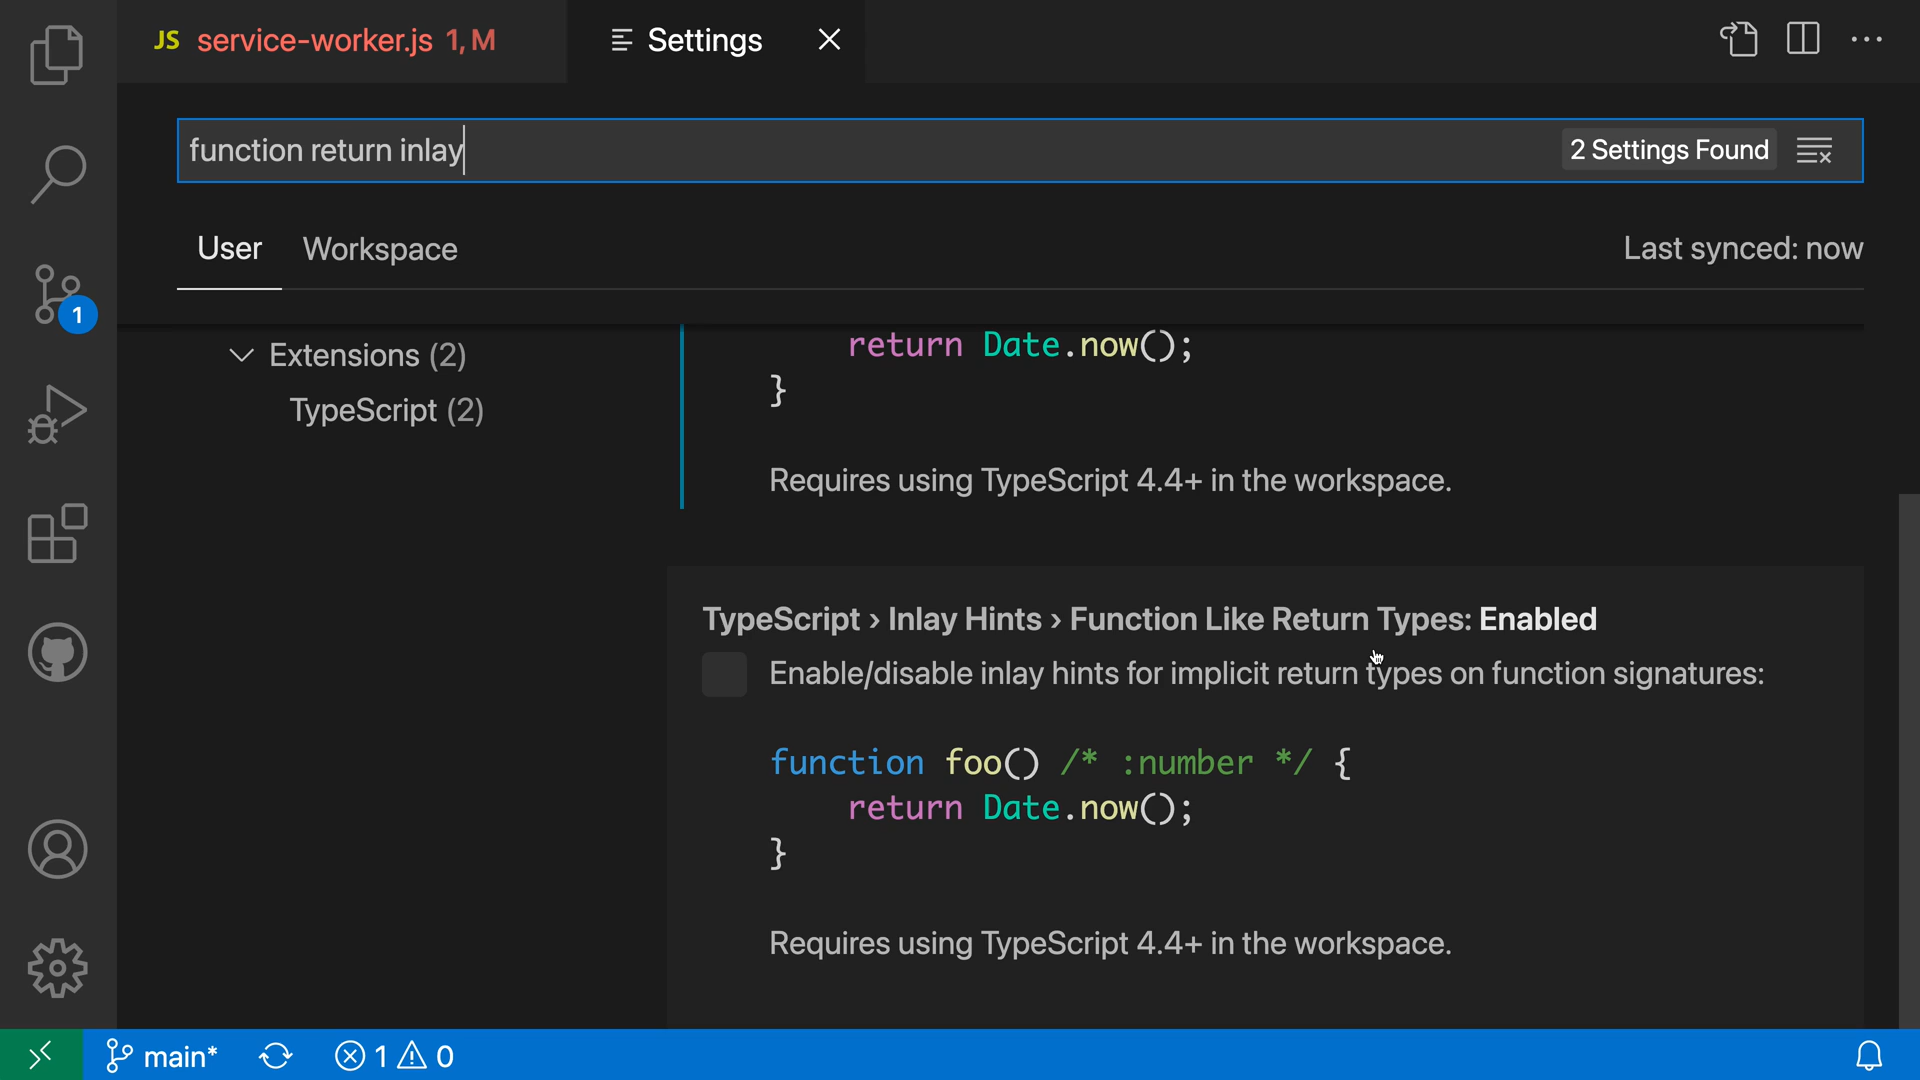 JS service-worker.js 1, M
Settings
function return inlay
2 Settings Found
User
Workspace
Last synced: now
1
Extensions (2)
TypeScript (2)
return Date.now();
}
Requires using TypeScript 4.4+ in the workspace.
TypeScript › Inlay Hints › Function Like Return Types: Enabled
Enable/disable inlay hints for implicit return types on function signatures:
function foo() /* :number */ {
return Date.now();
}
Requires using TypeScript 4.4+ in the workspace.
main* 1 0